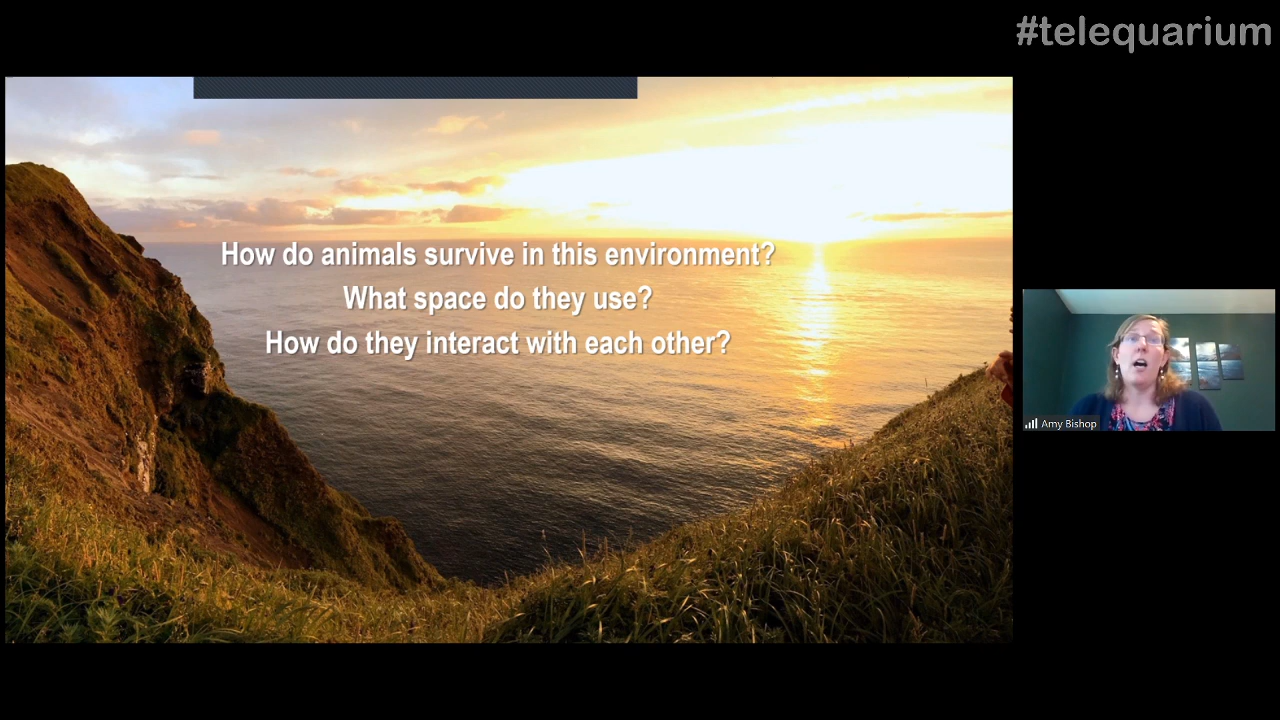 #telequarium
How do animals survive in this environment?
What space do they use?
How do they interact with each other?
Amy Bishop